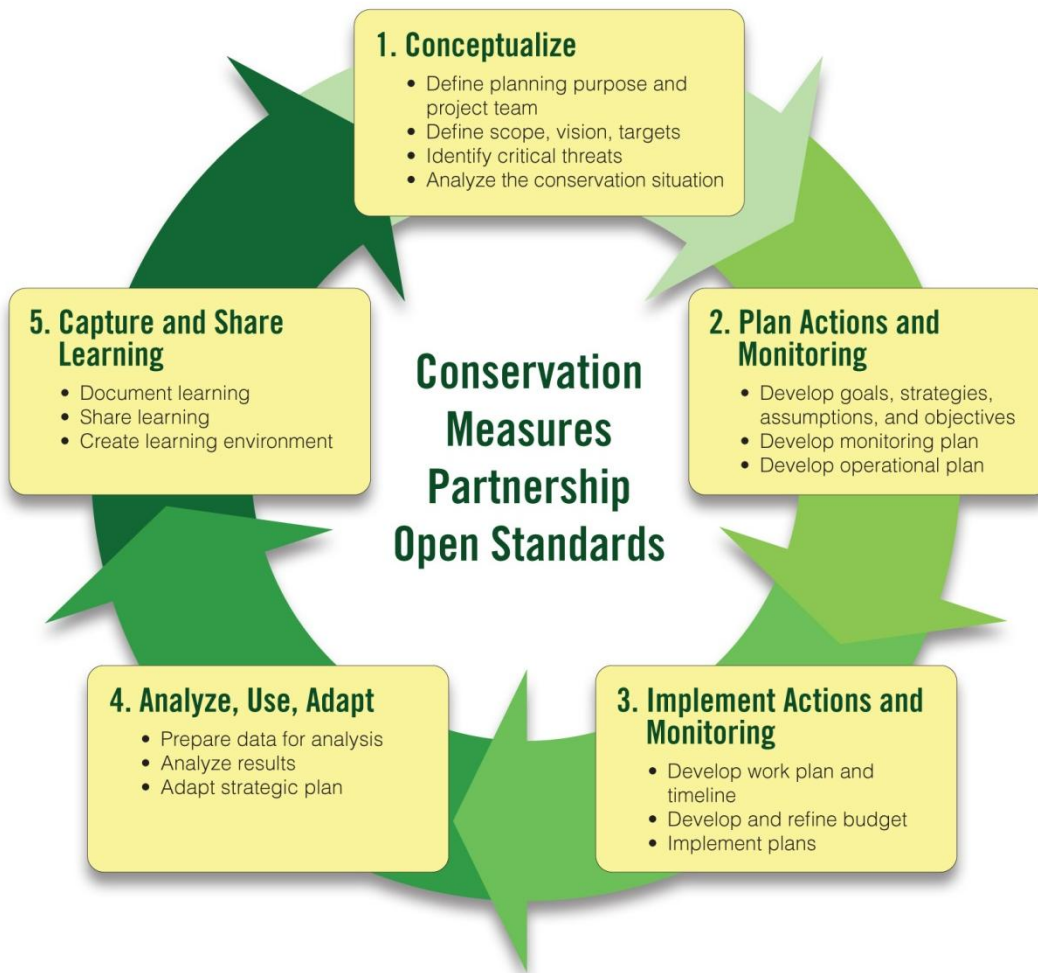 1. Conceptualize
• Define planning purpose and
project team
• Define scope, vision, targets
• Identify critical threats
• Analyze the conservation situation
2. Plan Actions and
Monitoring
• Develop goals, strategies,
assumptions, and objectives
• Develop monitoring plan
• Develop operational plan
3. Implement Actions and
Monitoring
• Develop work plan and
timeline
• Develop and refine budget
• Implement plans
4. Analyze, Use, Adapt
• Prepare data for analysis
• Analyze results
• Adapt strategic plan
5. Capture and Share
Learning
• Document learning
• Share learning
• Create learning environment
Conservation
Measures
Partnership
Open Standards